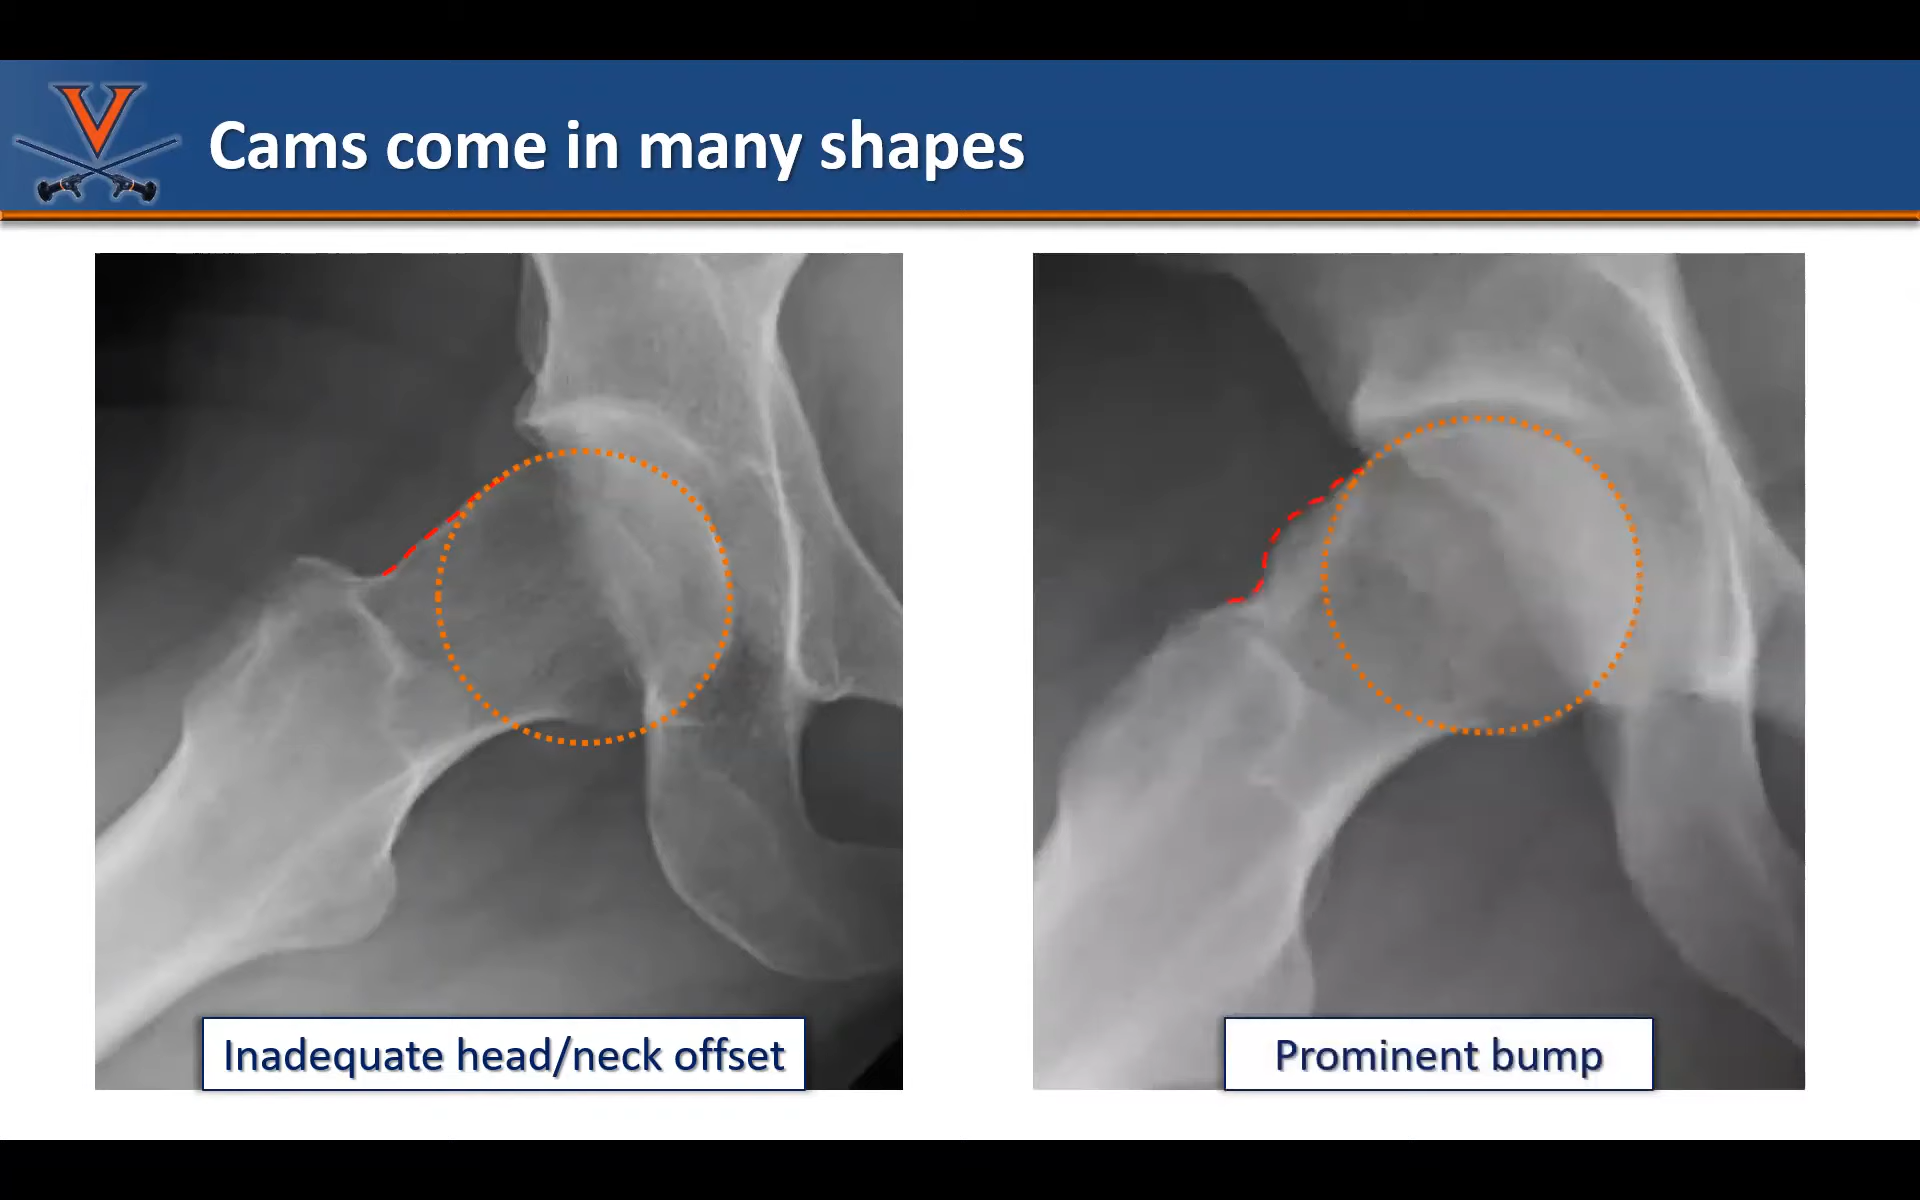 Cams come in many shapes
Inadequate head/neck offset
Prominent bump